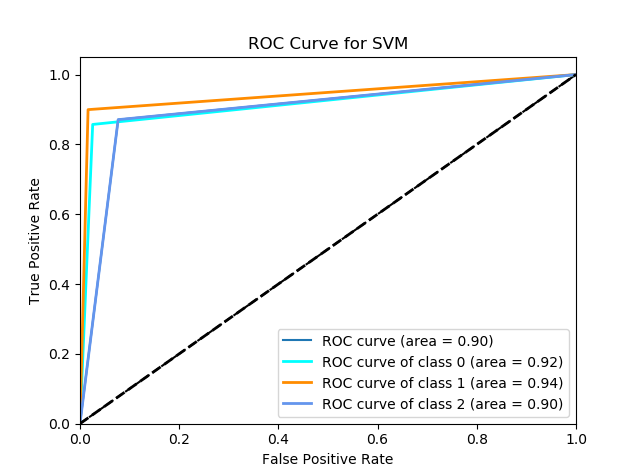 ROC Curve for SVM
True Positive Rate
1.0
0.8
0.6
0.4
0.2
0.0
ROC curve (area = 0.90)
ROC curve of class 0 (area = 0.92)
ROC curve of class 1 (area = 0.94)
ROC curve of class 2 (area = 0.90)
0.0 0.2 0.4 0.6 0.8 1.0
False Positive Rate